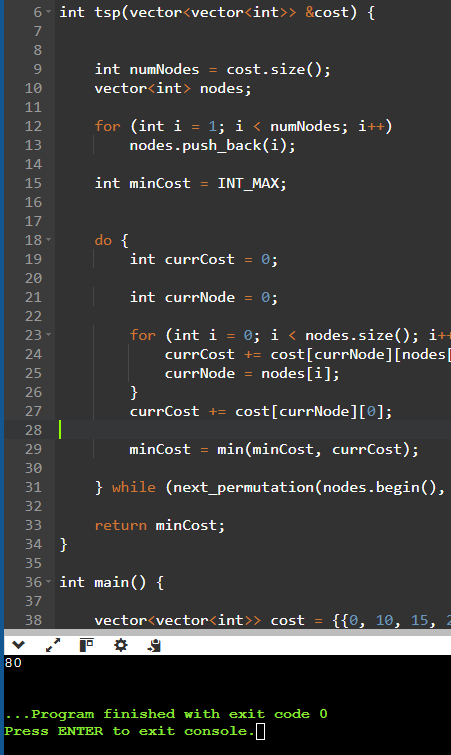 6 int tsp(vector<vector<int>> &cost) {
7
8
9 int numNodes = cost.size();
10 vector<int> nodes;
11
12 for (int i = 1; i < numNodes; i++)
13 nodes.push_back(i);
14
15 int minCost = INT_MAX;
16
17
18 do {
19 int currCost = 0;
20
21 int currNode = 0;
22
23 for (int i = 0; i < nodes.size(); i++
24 currCost += cost[currNode][nodes[
25 currNode = nodes[i];
26 }
27 currCost += cost[currNode][0];
28
29 minCost = min(minCost, currCost);
30
31 } while (next_permutation(nodes.begin(),
32
33 return minCost;
34 }
35
36 int main() {
37
38 vector<vector<int>> cost = {{0, 10, 15, 2
80
...Program finished with exit code 0
Press ENTER to exit console.